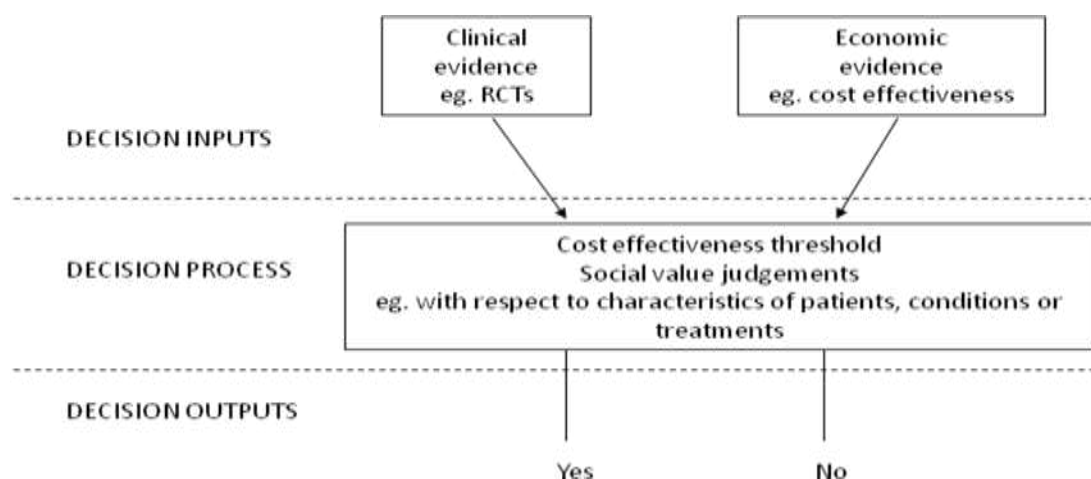 Clinical
evidence
eg. RCTs
Economic
evidence
eg. cost effectiveness
DECISION INPUTS
DECISION PROCESS
Cost effectiveness threshold
Social value judgements
eg. with respect to characteristics of patients, conditions or
treatments
DECISION OUTPUTS
Yes
No